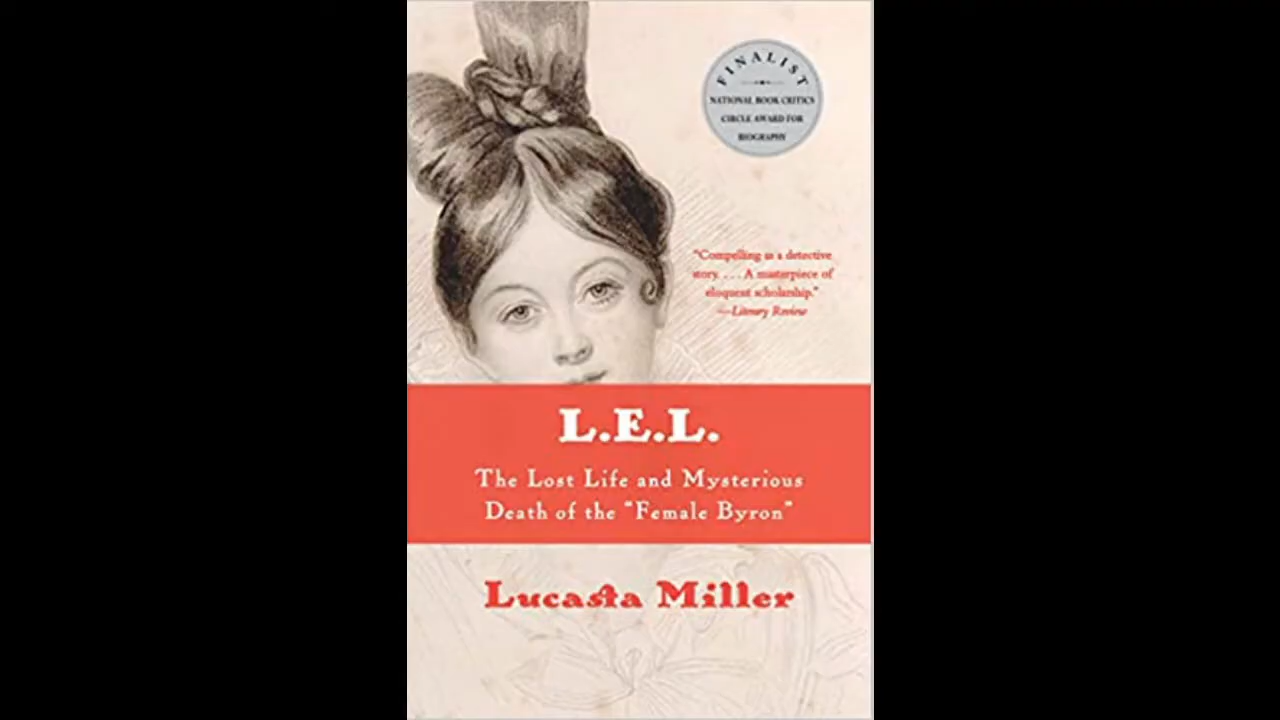 FINALIST
NATIONAL BOOK CRITICS
CIRCLE AWARD FOR
BIOGRAPHY
"Compelling as a detective
story. . . . A masterpiece of
eloquent scholarship."
—Literary Review
L.E.L.
The Lost Life and Mysterious
Death of the "Female Byron"
Lucasta Miller